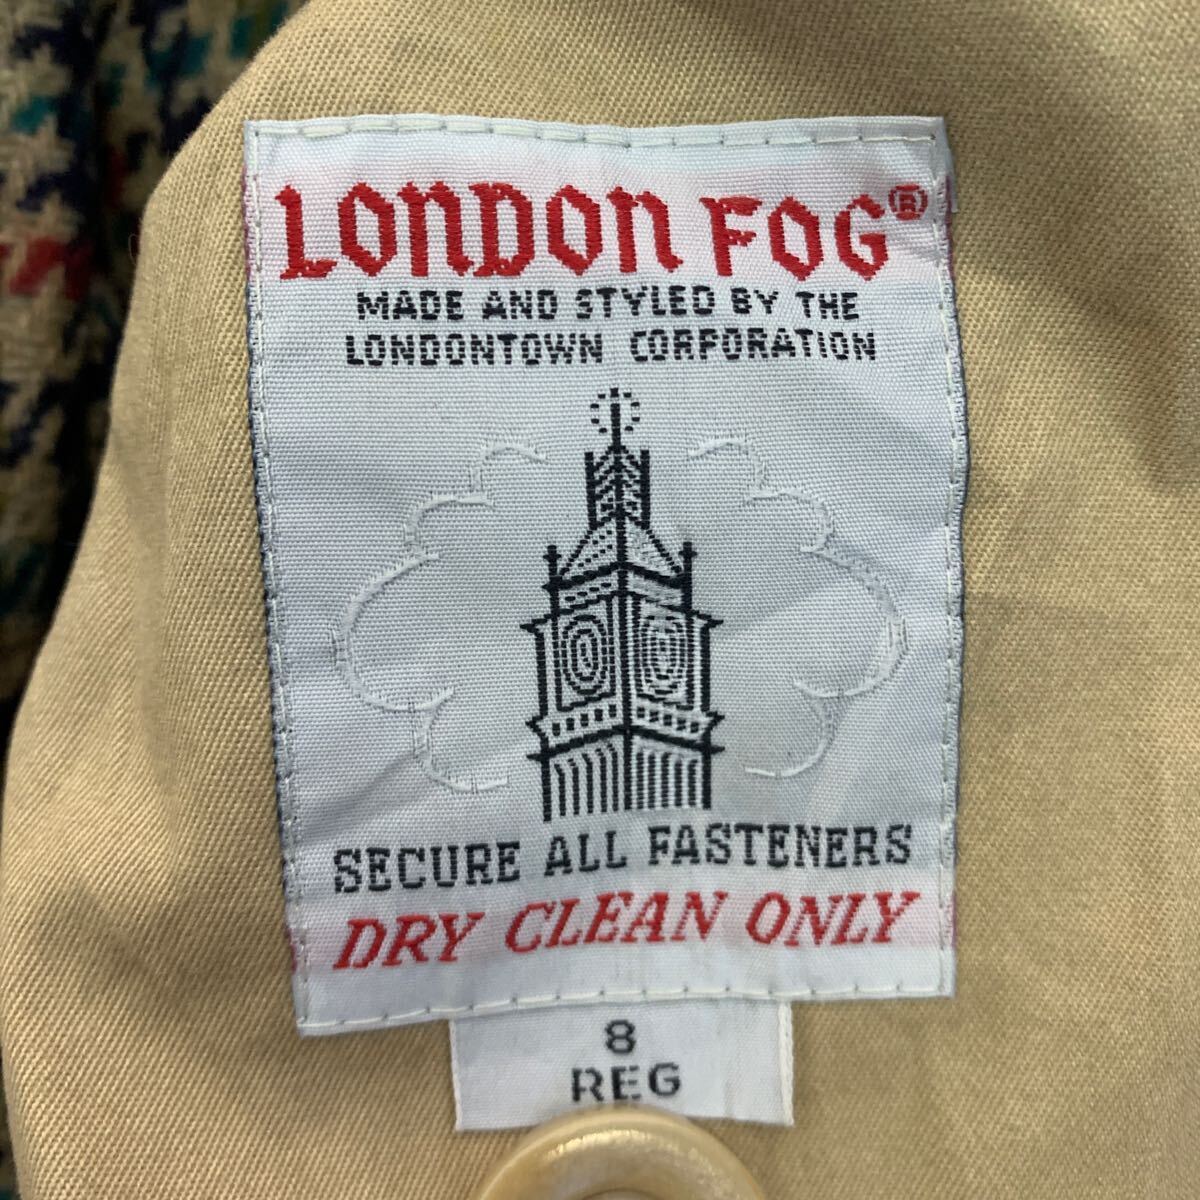 LONDON FOG®
MADE AND STYLED BY THE
LONDONTOWN CORPORATION
SECURE ALL FASTENERS
DRY CLEAN ONLY
8
REG